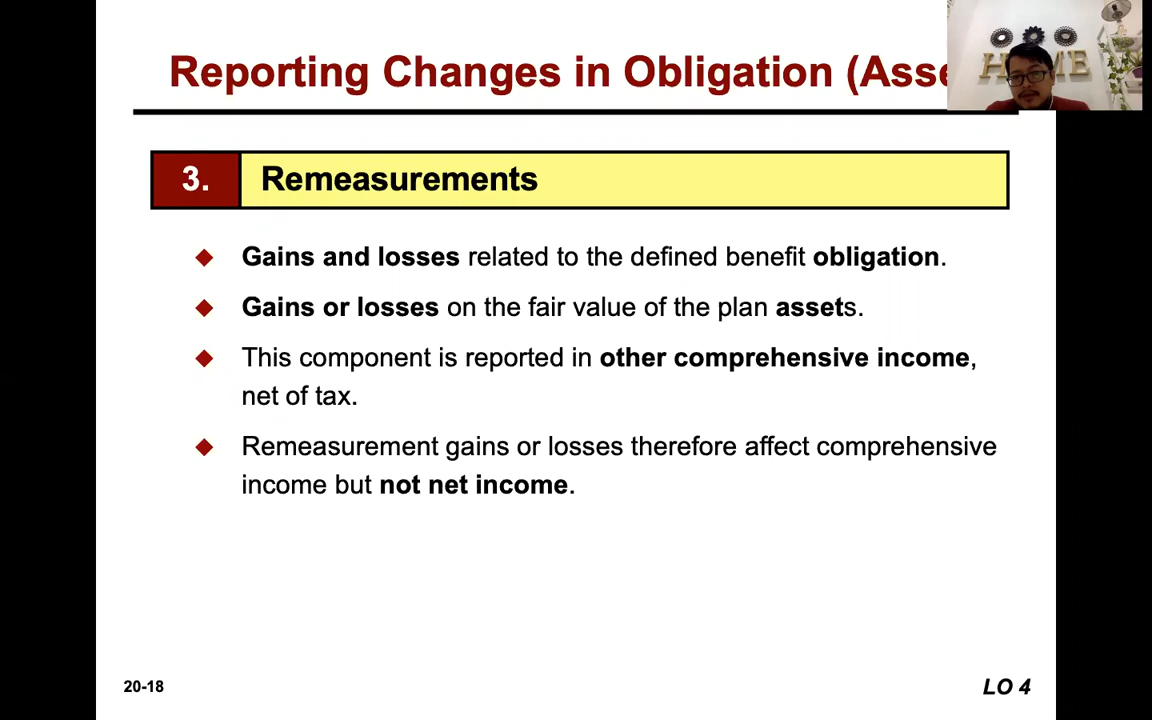 Reporting Changes in Obligation (Asse
HOME
3. Remeasurements
Gains and losses related to the defined benefit obligation.
Gains or losses on the fair value of the plan assets.
This component is reported in other comprehensive income,
net of tax.
Remeasurement gains or losses therefore affect comprehensive
income but not net income.
20-18 LO 4